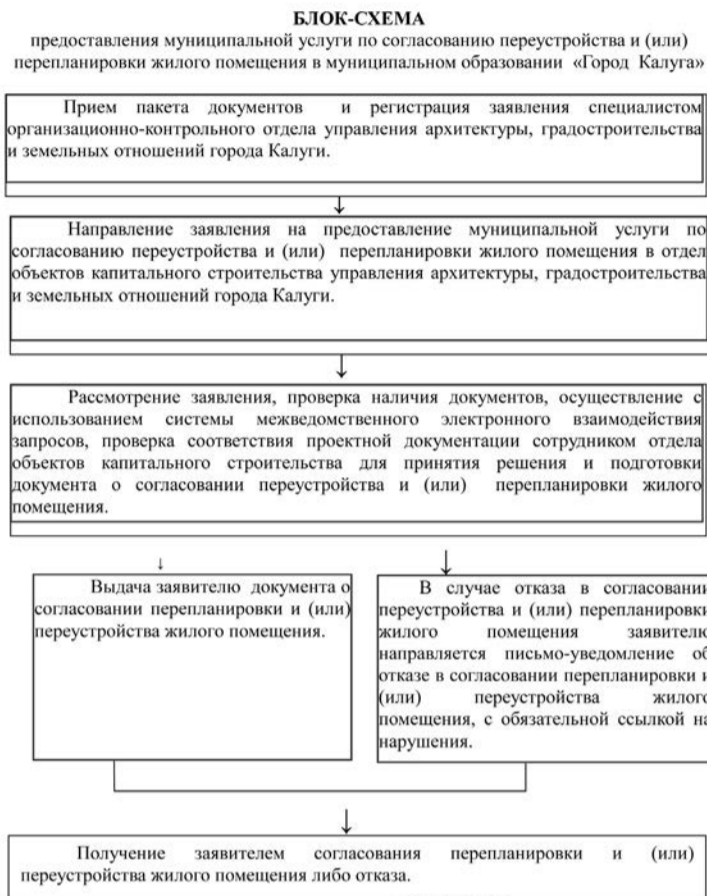 БЛОК-СХЕМА
предоставления муниципальной услуги по согласованию переустройства и (или)
перепланировки жилого помещения в муниципальном образовании «Город Калуга»
Прием пакета документов и регистрация заявления специалистом
организационно-контрольного отдела управления архитектуры, градостроительства
и земельных отношений города Калуги.
↓
Направление заявления на предоставление муниципальной услуги по
согласованию переустройства и (или) перепланировки жилого помещения в отдел
объектов капитального строительства управления архитектуры, градостроительства
и земельных отношений города Калуги.
↓
Рассмотрение заявления, проверка наличия документов, осуществление с
использованием системы межведомственного электронного взаимодействия
запросов, проверка соответствия проектной документации сотрудником отдела
объектов капитального строительства для принятия решения и подготовки
документа о согласовании переустройства и (или) перепланировки жилого
помещения.
↓ ↓
Выдача заявителю документа о
согласовании перепланировки и (или)
переустройства жилого помещения.
В случае отказа в согласовании
переустройства и (или) перепланировки
жилого помещения заявителю
направляется письмо-уведомление об
отказе в согласовании перепланировки и
(или) переустройства жилого
помещения, с обязательной ссылкой на
нарушения.
↓
Получение заявителем согласования перепланировки и (или)
переустройства жилого помещения либо отказа.